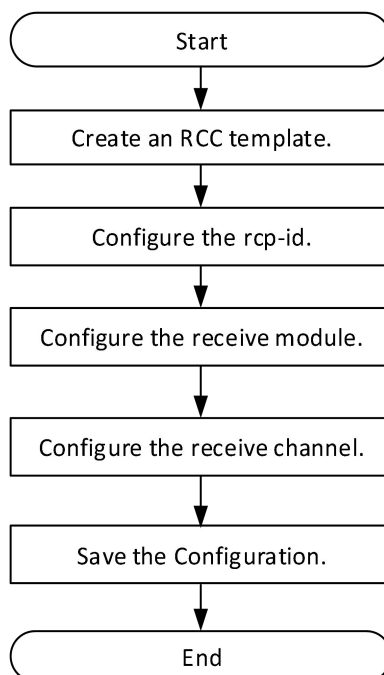 Start
Create an RCC template.
Configure the rcp-id.
Configure the receive module.
Configure the receive channel.
Save the Configuration.
End